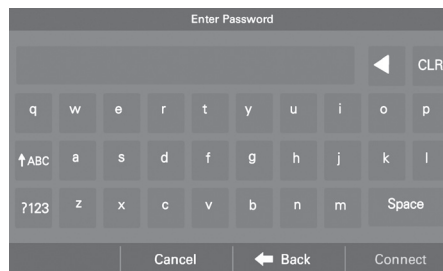 Enter Password
CLR
q w e r t y u i o p
ABC a s d f g h j k l
?123 z x c v b n m Space
Cancel Back Connect